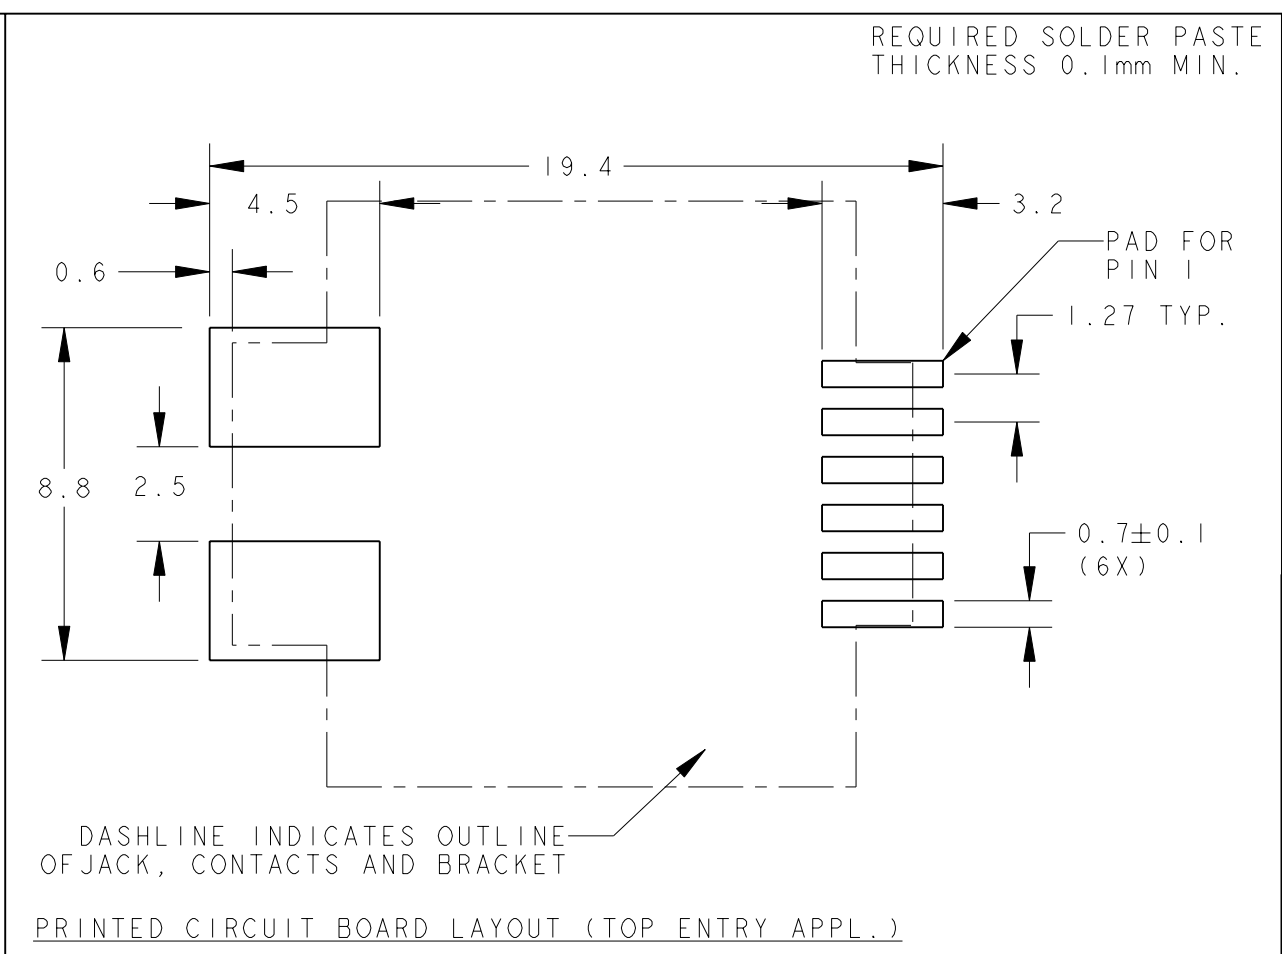 REQUIRED SOLDER PASTE
THICKNESS 0.1mm MIN.
19.4
4.5
3.2
PAD FOR
PIN 1
0.6
1.27 TYP.
8.8
2.5
0.7±0.1
(6X)
DASHLINE INDICATES OUTLINE
OF JACK, CONTACTS AND BRACKET
PRINTED CIRCUIT BOARD LAYOUT (TOP ENTRY APPL.)